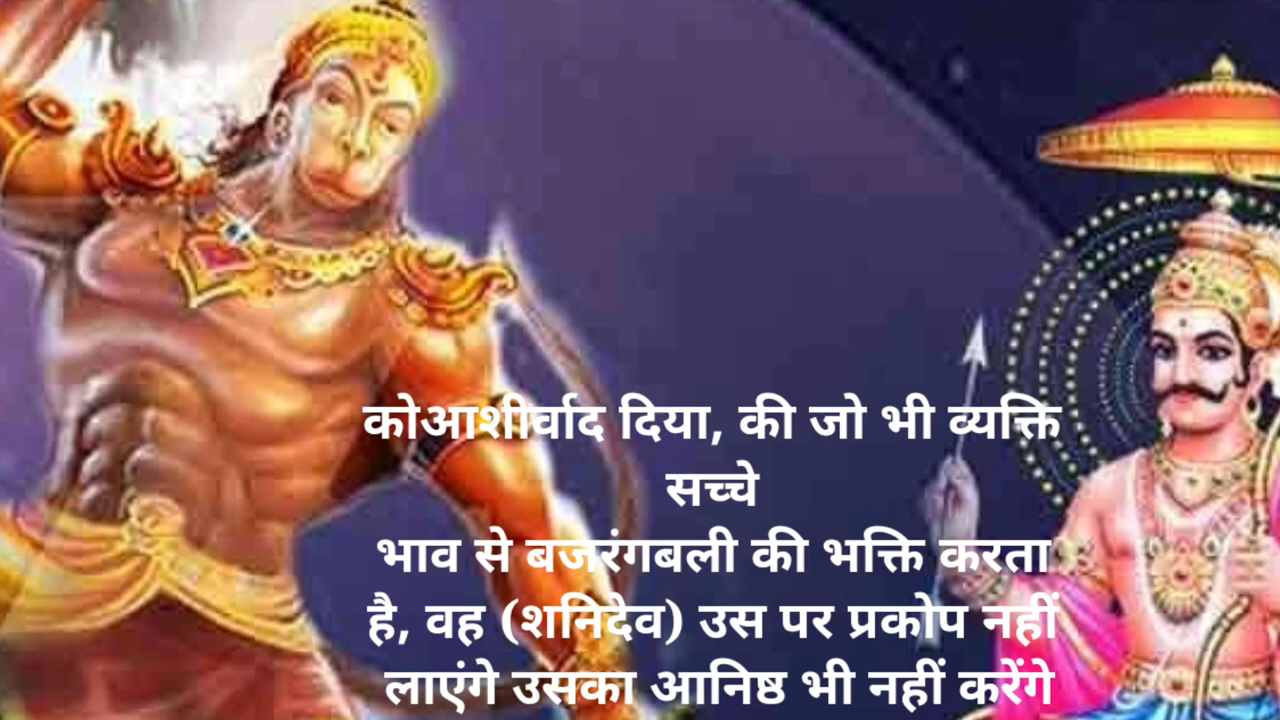 कोआशीर्वाद दिया, की जो भी व्यक्ति
सच्चे
भाव से बजरंगबली की भक्ति करता
है, वह (शनिदेव) उस पर प्रकोप नहीं
लाएंगे उसका आनिष्ठ भी नहीं करेंगे